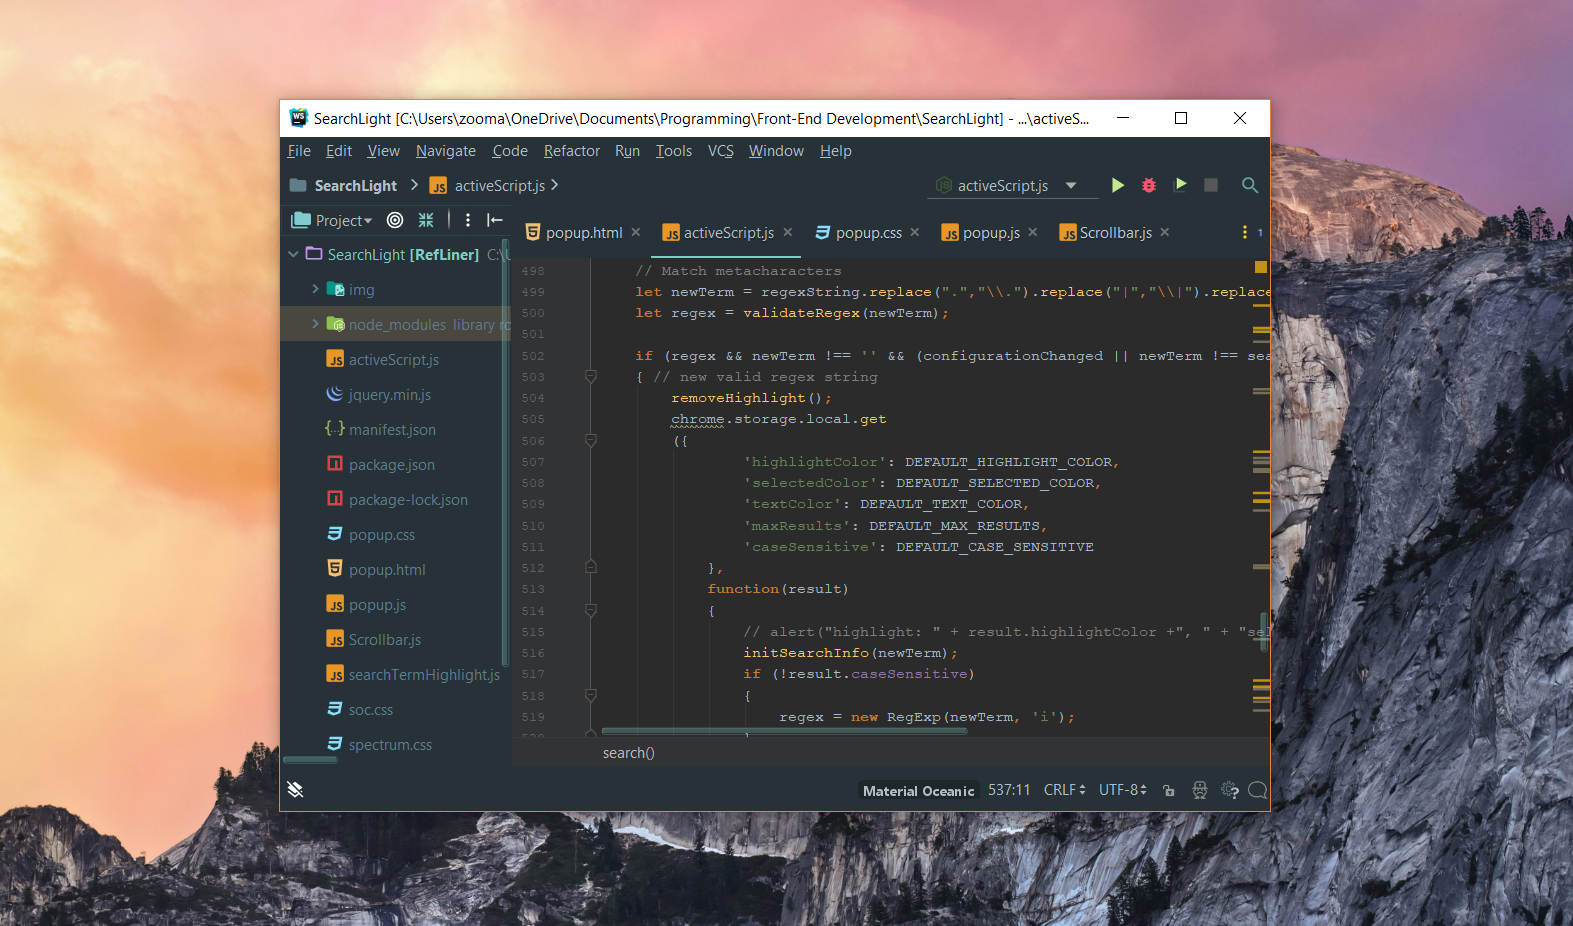 SearchLight [C:\Users\zooma\OneDrive\Documents\Programming\Front-End Development\SearchLight] - ...\activeS...
File Edit View Navigate Code Refactor Run Tools VCS Window Help
SearchLight activeScript.js
activeScript.js
Project
popup.html activeScript.js popup.css popup.js Scrollbar.js 1
SearchLight [RefLiner] C:\U
img
node_modules library ro
activeScript.js
jquery.min.js
manifest.json
package.json
package-lock.json
popup.css
popup.html
popup.js
Scrollbar.js
searchTermHighlight.js
soc.css
spectrum.css
498 // Match metacharacters
499 let newTerm = regexString.replace(".","\\.").replace("|","\\|").replace
500 let regex = validateRegex(newTerm);
501
502 if (regex && newTerm !== '' && (configurationChanged || newTerm !== sea
503 { // new valid regex string
504 removeHighlight();
505 chrome.storage.local.get
506 ({
507 'highlightColor': DEFAULT_HIGHLIGHT_COLOR,
508 'selectedColor': DEFAULT_SELECTED_COLOR,
509 'textColor': DEFAULT_TEXT_COLOR,
510 'maxResults': DEFAULT_MAX_RESULTS,
511 'caseSensitive': DEFAULT_CASE_SENSITIVE
512 },
513 function(result)
514 {
515 // alert("highlight: " + result.highlightColor +", " + "sel
516 initSearchInfo(newTerm);
517 if (!result.caseSensitive)
518 {
519 regex = new RegExp(newTerm, 'i');
search()
Material Oceanic 537:11 CRLF UTF-8